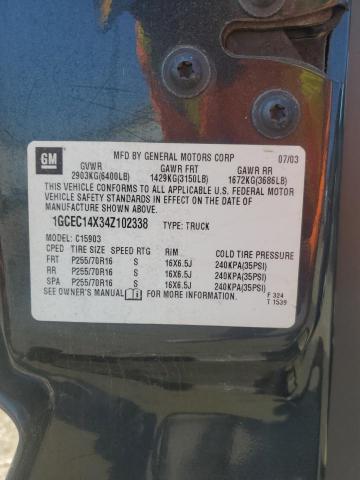 GM
MFD BY GENERAL MOTORS CORP 07/03
GVWR GAWR FRT GAWR RR
2903KG(6400LB) 1429KG(3150LB) 1672KG(3686LB)
THIS VEHICLE CONFORMS TO ALL APPLICABLE U.S. FEDERAL MOTOR
VEHICLE SAFETY STANDARDS IN EFFECT ON THE DATE OF
MANUFACTURE SHOWN ABOVE.
1GCEC14X34Z102338 TYPE: TRUCK
MODEL: C15903
CPED TIRE SIZE SPEED RTG RIM COLD TIRE PRESSURE
FRT P255/70R16 S 16X6.5J 240KPA(35PSI)
RR P255/70R16 S 16X6.5J 240KPA(35PSI)
SPA P255/70R16 S 16X6.5J 240KPA(35PSI)
SEE OWNER'S MANUAL FOR MORE INFORMATION. F 324
T 1539